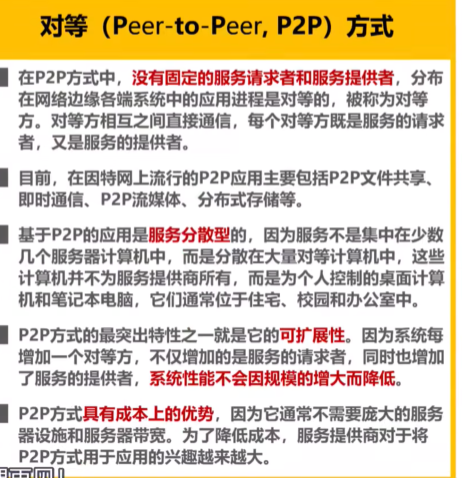 对等（Peer-to-Peer, P2P）方式
在P2P方式中，没有固定的服务请求者和服务提供者，分布
在网络边缘各端系统中的应用进程是对等的，被称为对等
方。对等方相互之间直接通信，每个对等方既是服务的请求
者，又是服务的提供者。
目前，在因特网上流行的P2P应用主要包括P2P文件共享、
即时通信、P2P流媒体、分布式存储等。
基于P2P的应用是服务分散型的，因为服务不是集中在少数
几个服务器计算机中，而是分散在大量对等计算机中，这些
计算机并不为服务提供商所有，而是为个人控制的桌面计算
机和笔记本电脑，它们通常位于住宅、校园和办公室中。
P2P方式的最突出特性之一就是它的可扩展性。因为系统每
增加一个对等方，不仅增加的是服务的请求者，同时也增加
了服务的提供者，系统性能不会因规模的增大而降低。
P2P方式具有成本上的优势，因为它通常不需要庞大的服务
器设施和服务器带宽。为了降低成本，服务提供商对于将
P2P方式用于应用的兴趣越来越大。